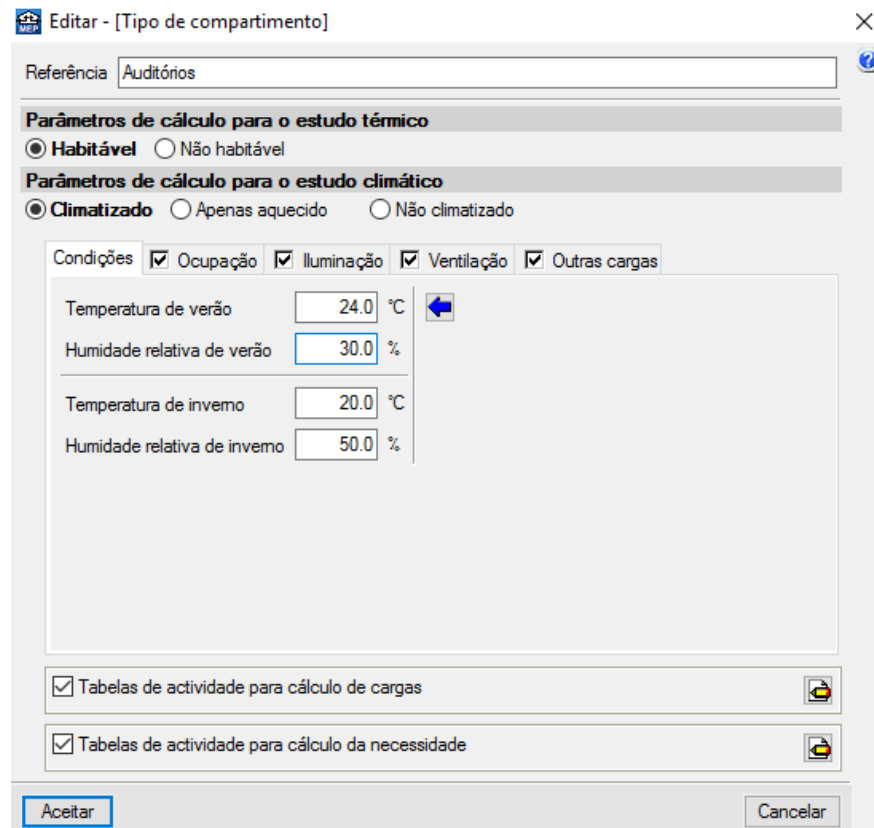 MEP Editar - [Tipo de compartimento]
Referência Auditórios
Parâmetros de cálculo para o estudo térmico
Habitável Não habitável
Parâmetros de cálculo para o estudo climático
Climatizado Apenas aquecido Não climatizado
Condições Ocupação Iluminação Ventilação Outras cargas
Temperatura de verão 24.0 °C
Humidade relativa de verão 30.0 %
Temperatura de inverno 20.0 °C
Humidade relativa de inverno 50.0 %
Tabelas de actividade para cálculo de cargas
Tabelas de actividade para cálculo da necessidade
Aceitar Cancelar